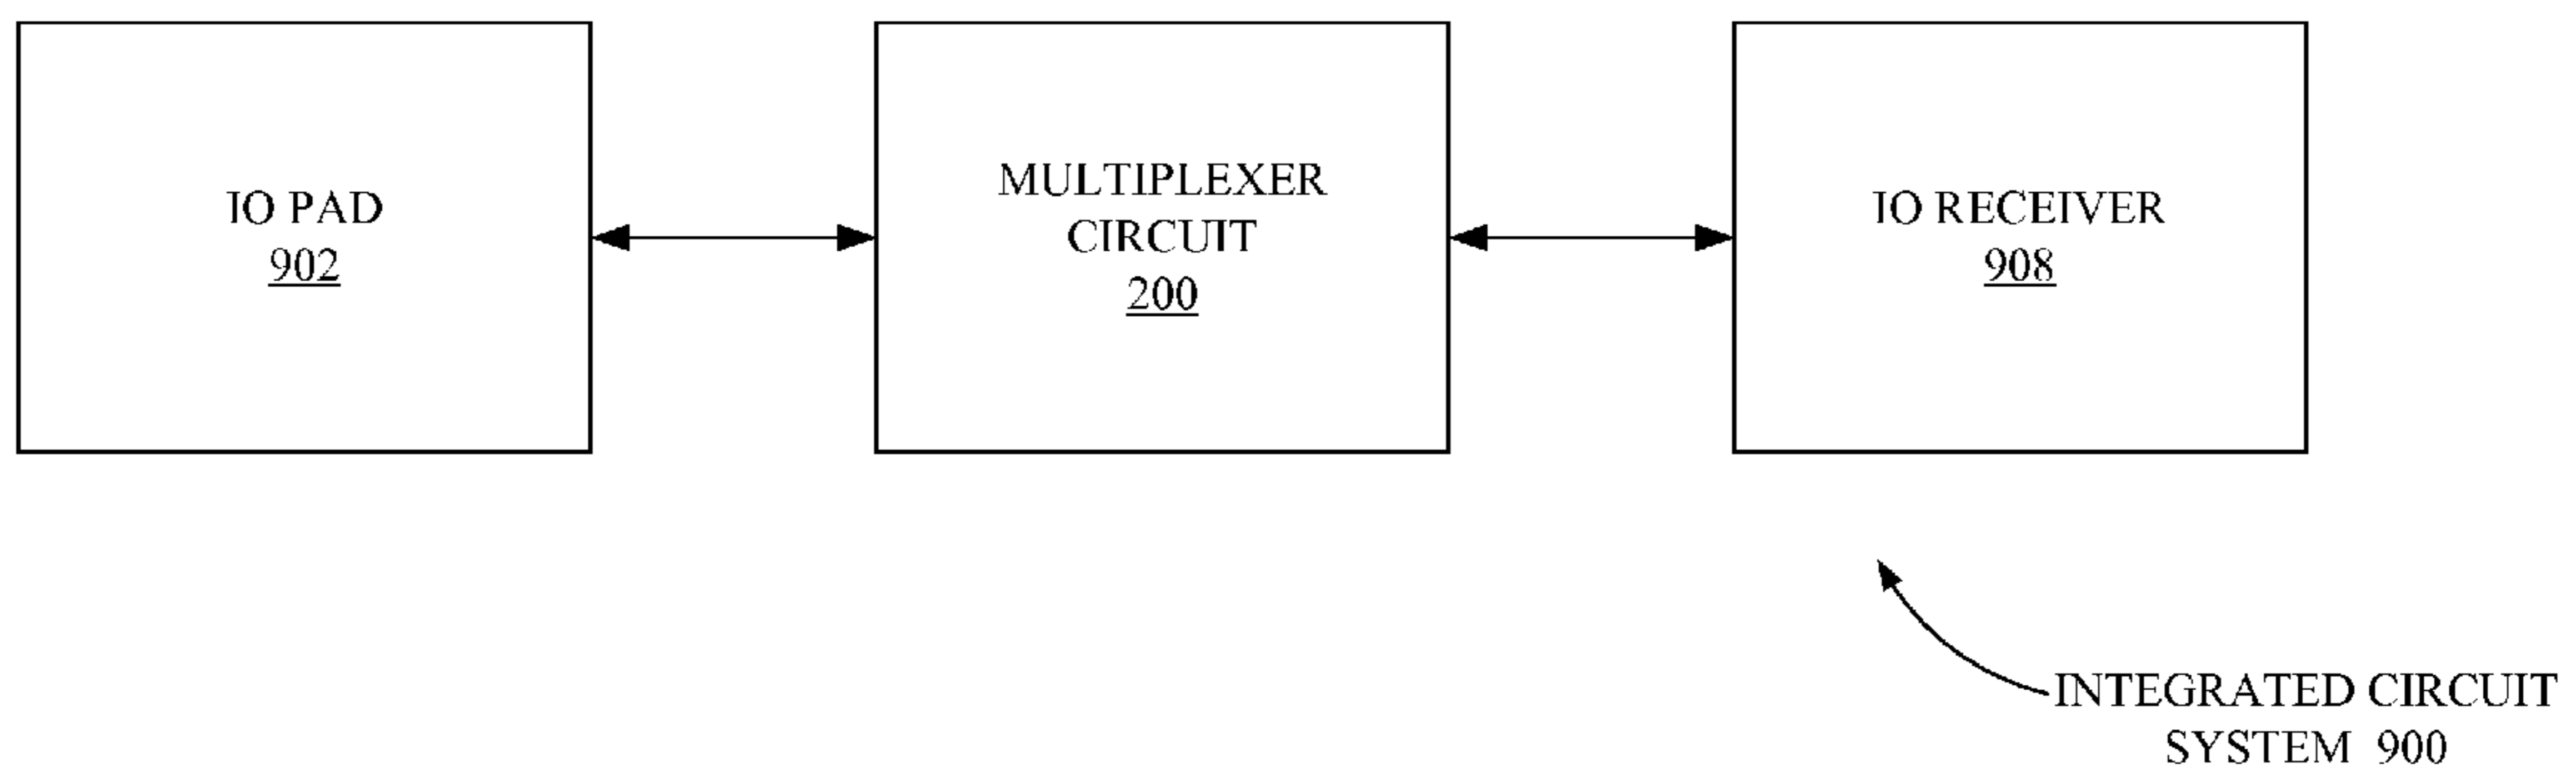 IO PAD
902
MULTIPLEXER
CIRCUIT
200
IO RECEIVER
908
INTEGRATED CIRCUIT
SYSTEM 900